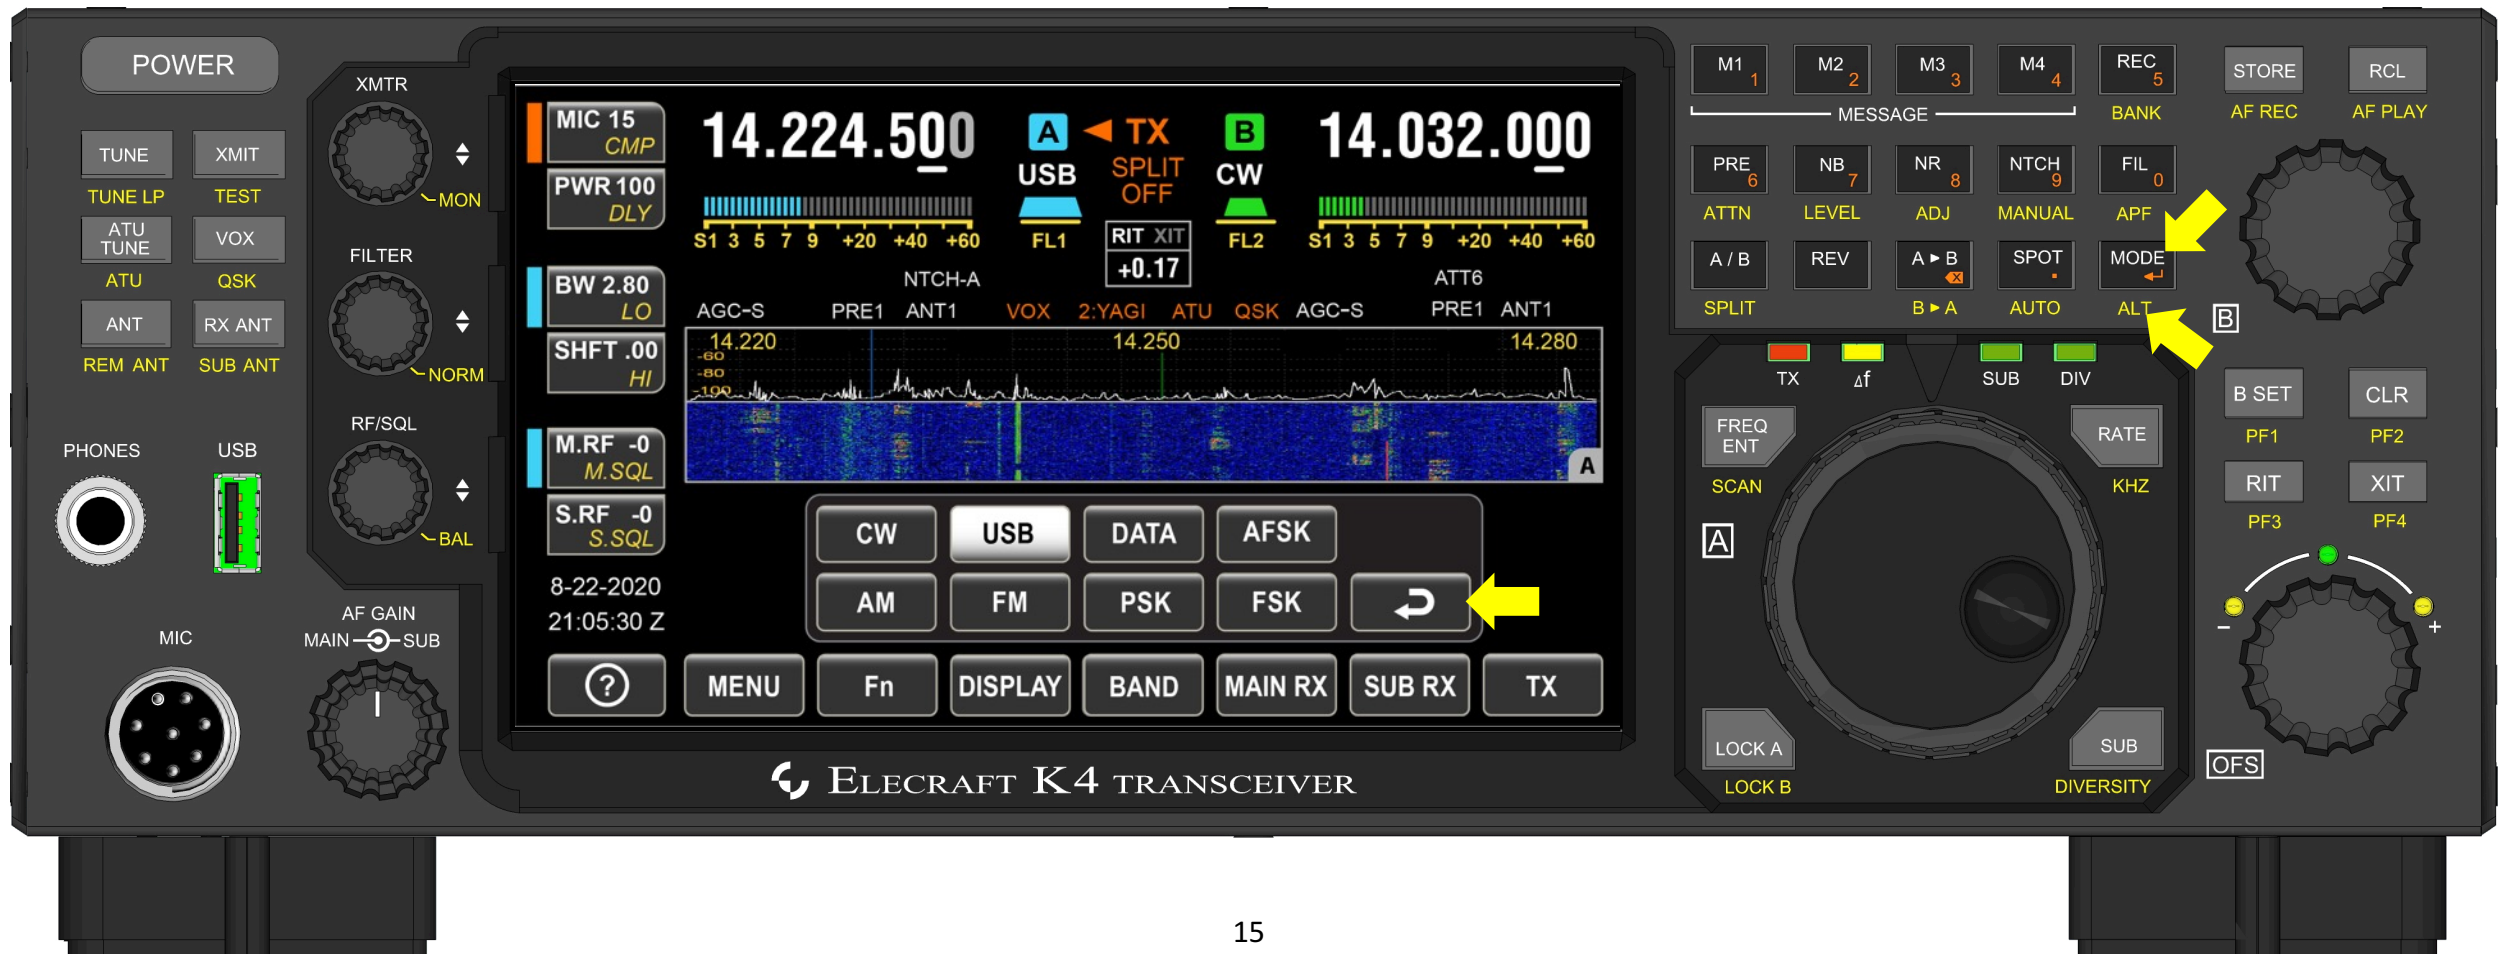 POWER
TUNE
XMIT
TUNE LP
TEST
ATU
TUNE
VOX
ATU
QSK
ANT
RX ANT
REM ANT
SUB ANT
PHONES
USB
MIC
XMTR
MON
FILTER
NORM
RF/SQL
BAL
AF GAIN
MAIN
SUB
MIC 15
CMP
PWR 100
DLY
BW 2.80
LO
SHFT .00
HI
M.RF -0
M.SQL
S.RF -0
S.SQL
8-22-2020
21:05:30 Z
14.224.500
A
TX
B
14.032.000
USB
SPLIT
OFF
CW
S1 3 5 7 9 +20 +40 +60
FL1
RIT XIT
+0.17
FL2
S1 3 5 7 9 +20 +40 +60
NTCH-A
ATT6
AGC-S PRE1 ANT1 VOX 2:YAGI ATU QSK AGC-S PRE1 ANT1
14.220 14.250 14.280
-60
-80
-100
A
CW USB DATA AFSK
AM FM PSK FSK
? MENU Fn DISPLAY BAND MAIN RX SUB RX TX
ELECRAFT K4 TRANSCEIVER
M1 1 M2 2 M3 3 M4 4 REC 5
MESSAGE
BANK
STORE RCL
AF REC AF PLAY
PRE 6 NB 7 NR 8 NTCH 9 FIL 0
ATTN LEVEL ADJ MANUAL APF
A / B REV A ▸ B SPOT . MODE
SPLIT B ▸ A AUTO ALT
B
TX Δf SUB DIV
FREQ
ENT
RATE
SCAN
KHZ
A
LOCK A
LOCK B
SUB
DIVERSITY
B SET CLR
PF1 PF2
RIT XIT
PF3 PF4
- +
OFS
15